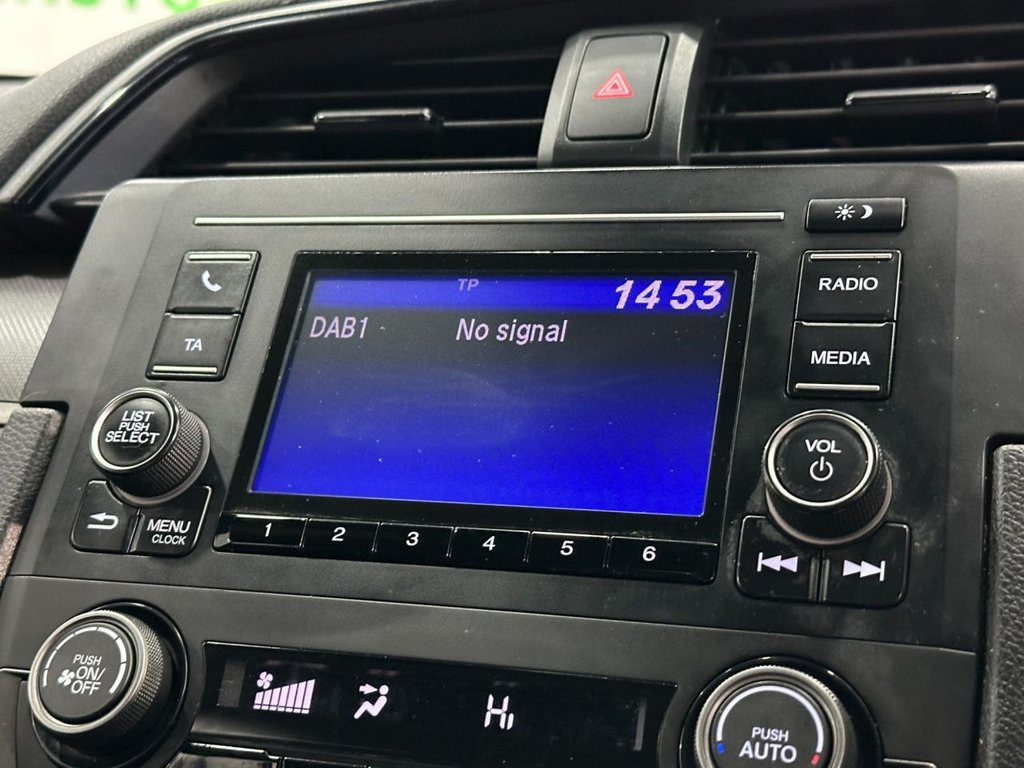 RADIO
TP
14 53
DAB1
No signal
TA
MEDIA
LIST
PUSH
SELECT
VOL
MENU
CLOCK
1
2
3
4
5
6
PUSH
ON/
OFF
Hi
PUSH
AUTO